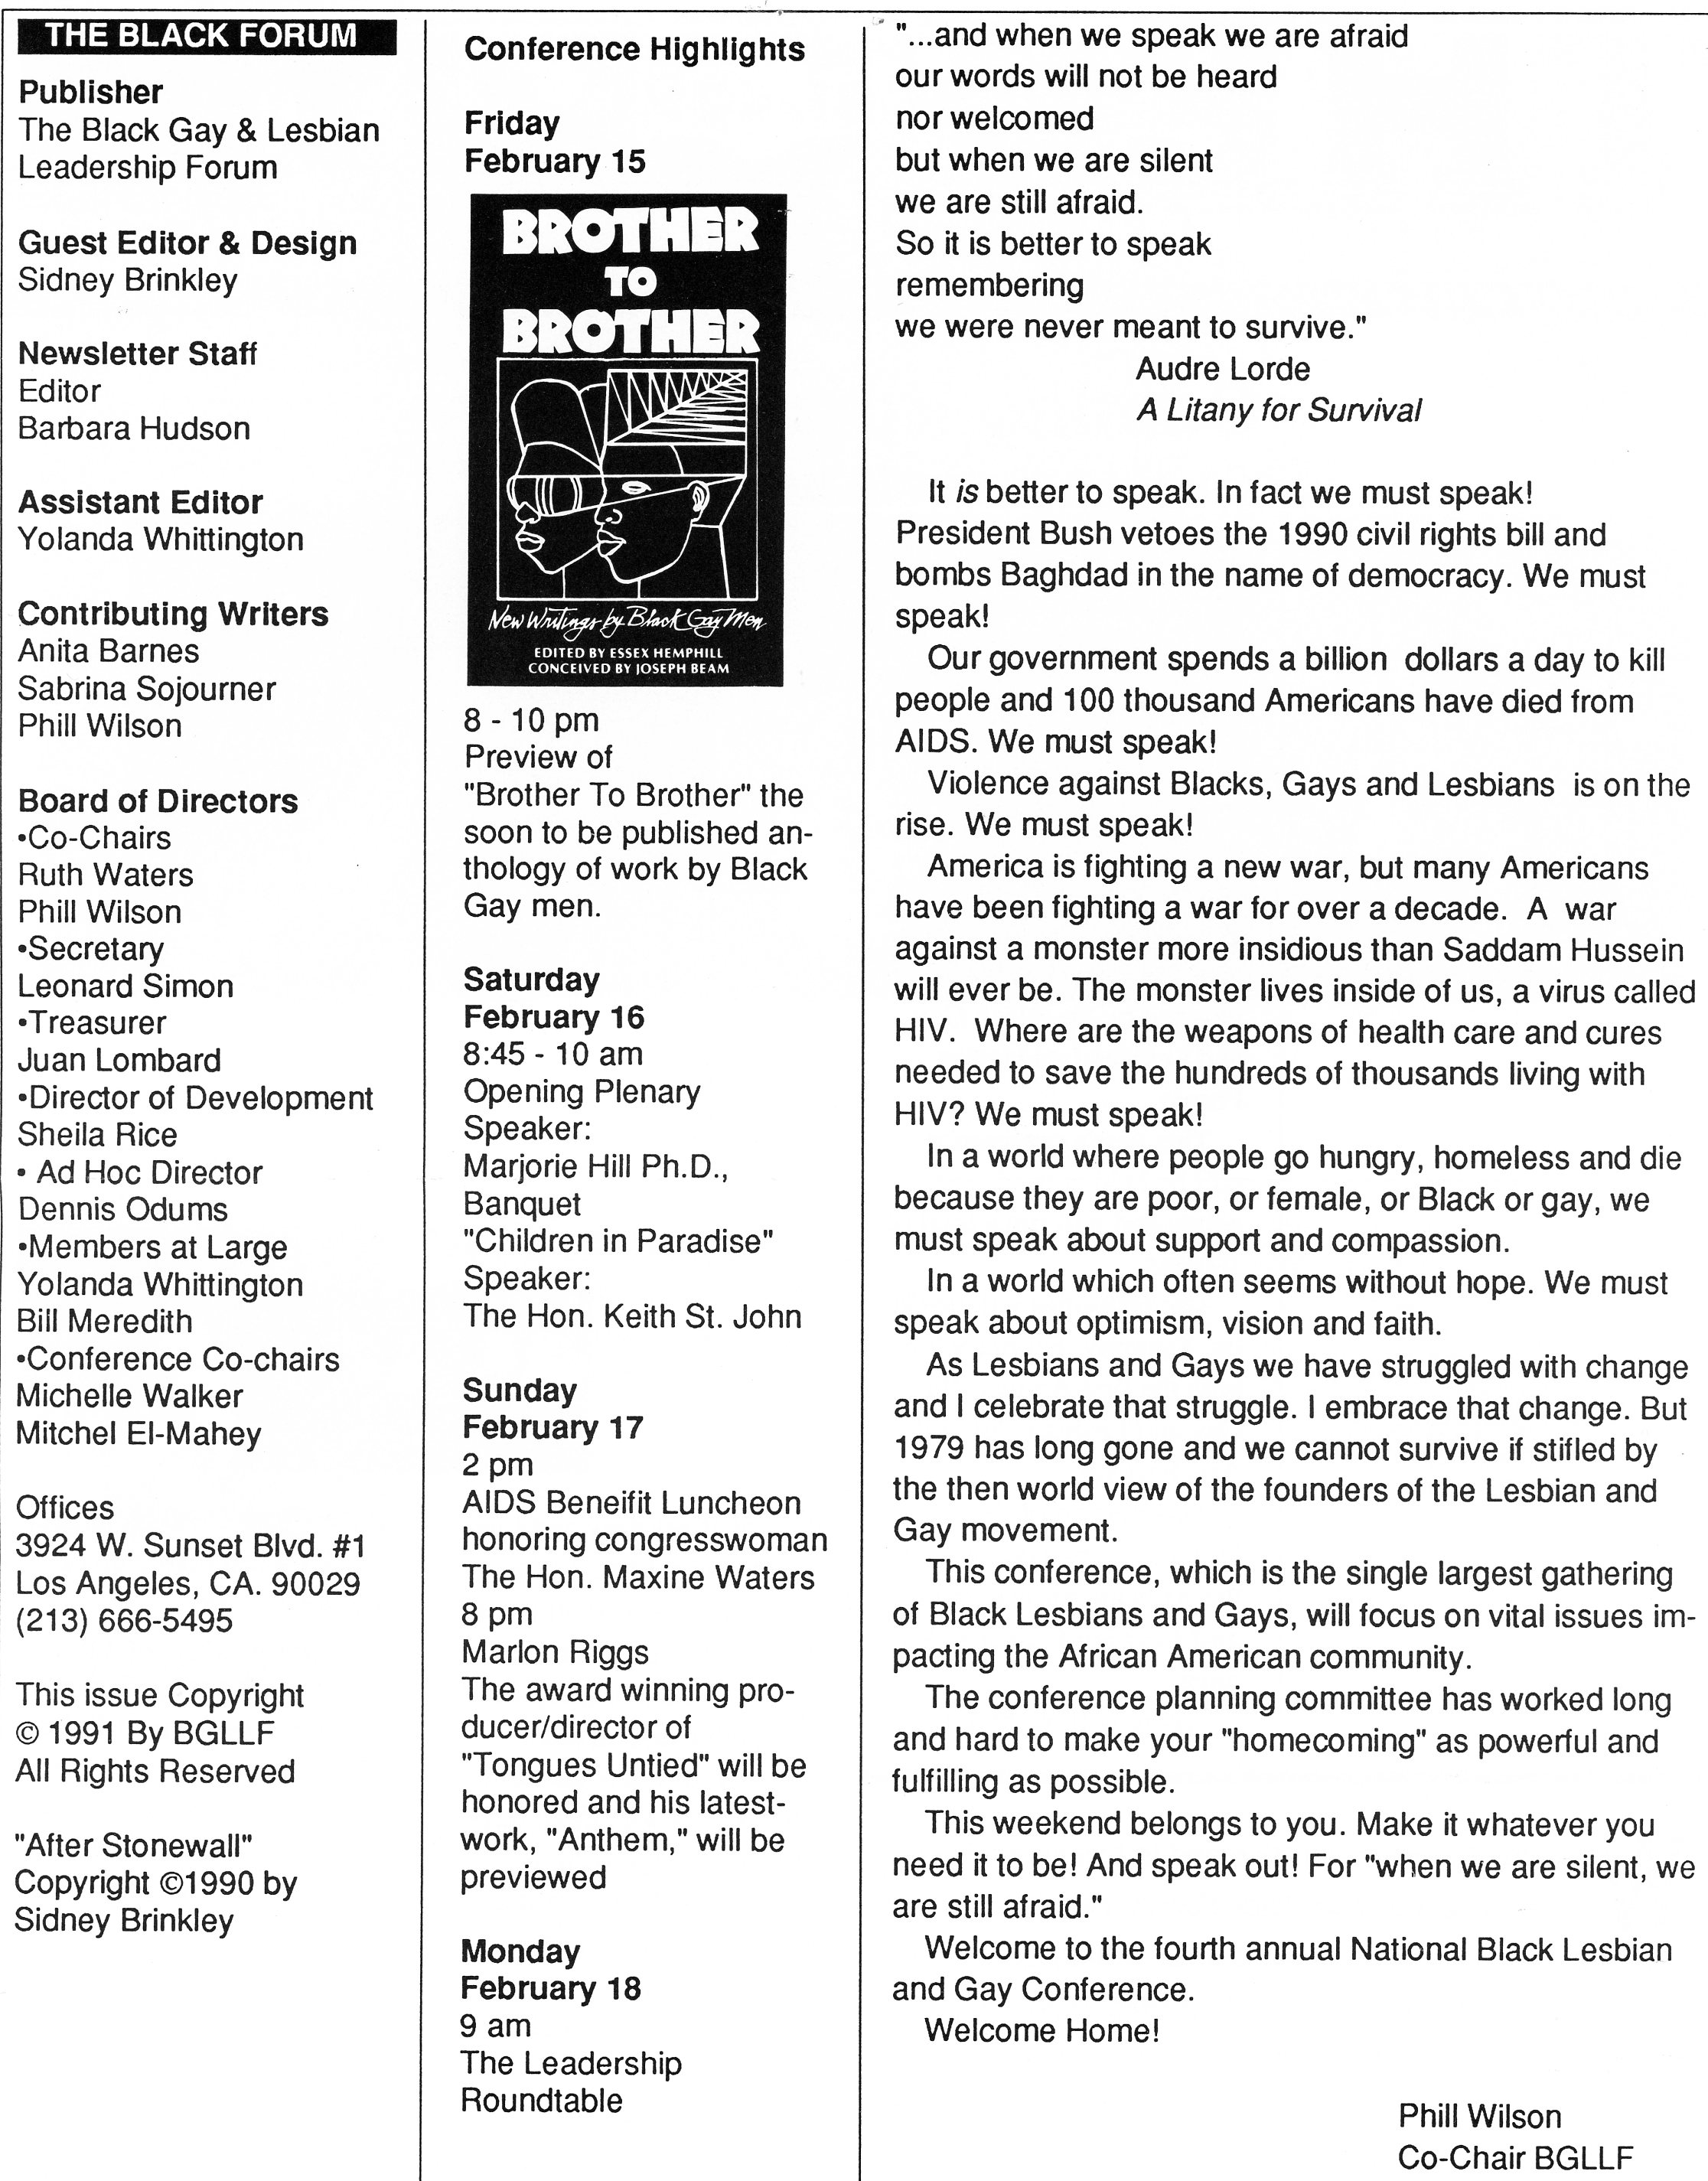 THE BLACK FORUM
Publisher
The Black Gay & Lesbian
Leadership Forum
Guest Editor & Design
Sidney Brinkley
Newsletter Staff
Editor
Barbara Hudson
Assistant Editor
Yolanda Whittington
Contributing Writers
Anita Barnes
Sabrina Sojourner
Phill Wilson
Board of Directors
•Co-Chairs
Ruth Waters
Phill Wilson
•Secretary
Leonard Simon
•Treasurer
Juan Lombard
•Director of Development
Sheila Rice
• Ad Hoc Director
Dennis Odums
•Members at Large
Yolanda Whittington
Bill Meredith
•Conference Co-chairs
Michelle Walker
Mitchel El-Mahey
Offices
3924 W. Sunset Blvd. #1
Los Angeles, CA. 90029
(213) 666-5495
This issue Copyright
© 1991 By BGLLF
All Rights Reserved
"After Stonewall"
Copyright ©1990 by
Sidney Brinkley
Conference Highlights
Friday
February 15
BROTHER
TO
BROTHER
New Writings by Black Gay Men
EDITED BY ESSEX HEMPHILL
CONCEIVED BY JOSEPH BEAM
8 - 10 pm
Preview of
"Brother To Brother" the
soon to be published an-
thology of work by Black
Gay men.
Saturday
February 16
8:45 - 10 am
Opening Plenary
Speaker:
Marjorie Hill Ph.D.,
Banquet
"Children in Paradise"
Speaker:
The Hon. Keith St. John
Sunday
February 17
2 pm
AIDS Beneifit Luncheon
honoring congresswoman
The Hon. Maxine Waters
8 pm
Marlon Riggs
The award winning pro-
ducer/director of
"Tongues Untied" will be
honored and his latest-
work, "Anthem," will be
previewed
Monday
February 18
9 am
The Leadership
Roundtable
"...and when we speak we are afraid
our words will not be heard
nor welcomed
but when we are silent
we are still afraid.
So it is better to speak
remembering
we were never meant to survive."
Audre Lorde
A Litany for Survival
It is better to speak. In fact we must speak!
President Bush vetoes the 1990 civil rights bill and
bombs Baghdad in the name of democracy. We must
speak!
Our government spends a billion dollars a day to kill
people and 100 thousand Americans have died from
AIDS. We must speak!
Violence against Blacks, Gays and Lesbians is on the
rise. We must speak!
America is fighting a new war, but many Americans
have been fighting a war for over a decade. A war
against a monster more insidious than Saddam Hussein
will ever be. The monster lives inside of us, a virus called
HIV. Where are the weapons of health care and cures
needed to save the hundreds of thousands living with
HIV? We must speak!
In a world where people go hungry, homeless and die
because they are poor, or female, or Black or gay, we
must speak about support and compassion.
In a world which often seems without hope. We must
speak about optimism, vision and faith.
As Lesbians and Gays we have struggled with change
and I celebrate that struggle. I embrace that change. But
1979 has long gone and we cannot survive if stifled by
the then world view of the founders of the Lesbian and
Gay movement.
This conference, which is the single largest gathering
of Black Lesbians and Gays, will focus on vital issues im-
pacting the African American community.
The conference planning committee has worked long
and hard to make your "homecoming" as powerful and
fulfilling as possible.
This weekend belongs to you. Make it whatever you
need it to be! And speak out! For "when we are silent, we
are still afraid."
Welcome to the fourth annual National Black Lesbian
and Gay Conference.
Welcome Home!
Phill Wilson
Co-Chair BGLLF